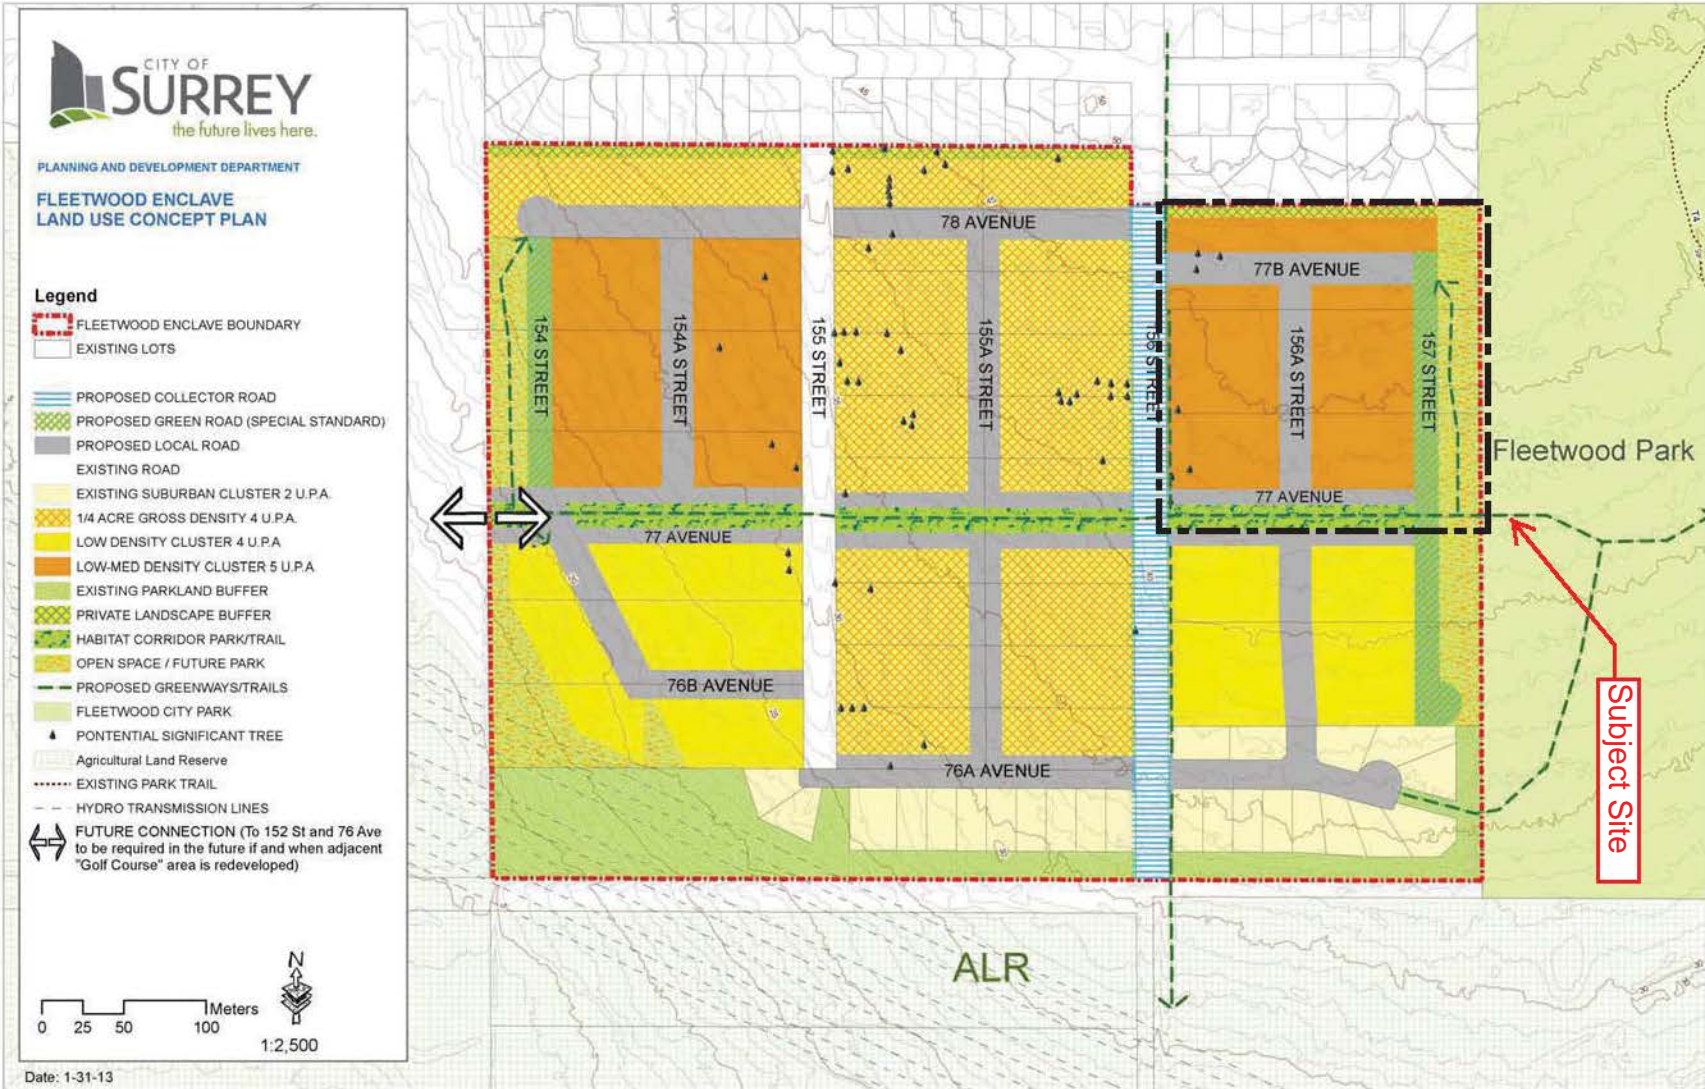 CITY OF
SURREY
the future lives here.
PLANNING AND DEVELOPMENT DEPARTMENT
FLEETWOOD ENCLAVE
LAND USE CONCEPT PLAN
Legend
FLEETWOOD ENCLAVE BOUNDARY
EXISTING LOTS
PROPOSED COLLECTOR ROAD
PROPOSED GREEN ROAD (SPECIAL STANDARD)
PROPOSED LOCAL ROAD
EXISTING ROAD
EXISTING SUBURBAN CLUSTER 2 U.P.A.
1/4 ACRE GROSS DENSITY 4 U.P.A.
LOW DENSITY CLUSTER 4 U.P.A
LOW-MED DENSITY CLUSTER 5 U.P.A
EXISTING PARKLAND BUFFER
PRIVATE LANDSCAPE BUFFER
HABITAT CORRIDOR PARK/TRAIL
OPEN SPACE / FUTURE PARK
PROPOSED GREENWAYS/TRAILS
FLEETWOOD CITY PARK
PONTENTIAL SIGNIFICANT TREE
Agricultural Land Reserve
EXISTING PARK TRAIL
HYDRO TRANSMISSION LINES
FUTURE CONNECTION (To 152 St and 76 Ave
to be required in the future if and when adjacent
"Golf Course" area is redeveloped)
N
Meters
0 25 50 100
1:2,500
Date: 1-31-13
78 AVENUE
77B AVENUE
154 STREET
154A STREET
155 STREET
155A STREET
156 STREET
156A STREET
157 STREET
Fleetwood Park
77 AVENUE
77 AVENUE
76B AVENUE
76A AVENUE
Subject Site
ALR